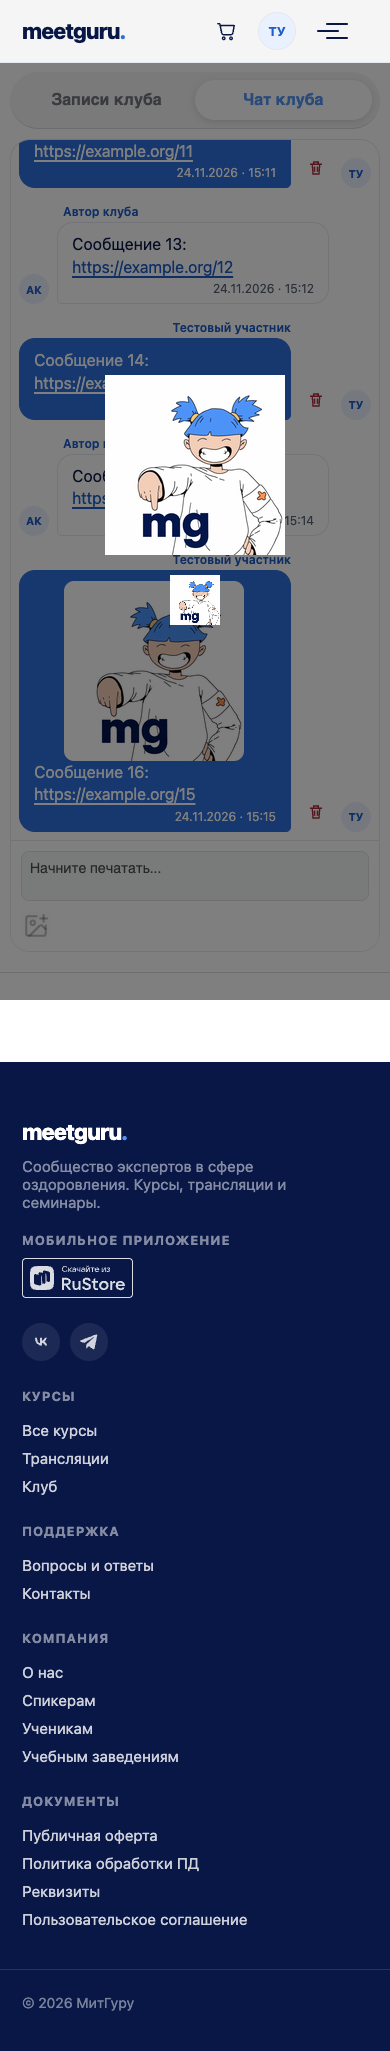 meetguru.
ТУ
Записи клуба
Чат клуба
https://example.org/11
24.11.2026 · 15:11
ТУ
Автор клуба
Сообщение 13:
https://example.org/12
24.11.2026 · 15:12
АК
Тестовый участник
Сообщение 14:
ТУ
Автор
15:14
АК
Тестовый участник
mg
mg
mg
Сообщение 16:
https://example.org/15
24.11.2026 · 15:15
ТУ
Начните печатать...
meetguru.
Сообщество экспертов в сфере
оздоровления. Курсы, трансляции и
семинары.
МОБИЛЬНОЕ ПРИЛОЖЕНИЕ
Скачайте из
RuStore
КУРСЫ
Все курсы
Трансляции
Клуб
ПОДДЕРЖКА
Вопросы и ответы
Контакты
КОМПАНИЯ
О нас
Спикерам
Ученикам
Учебным заведениям
ДОКУМЕНТЫ
Публичная оферта
Политика обработки ПД
Реквизиты
Пользовательское соглашение
© 2026 МитГуру